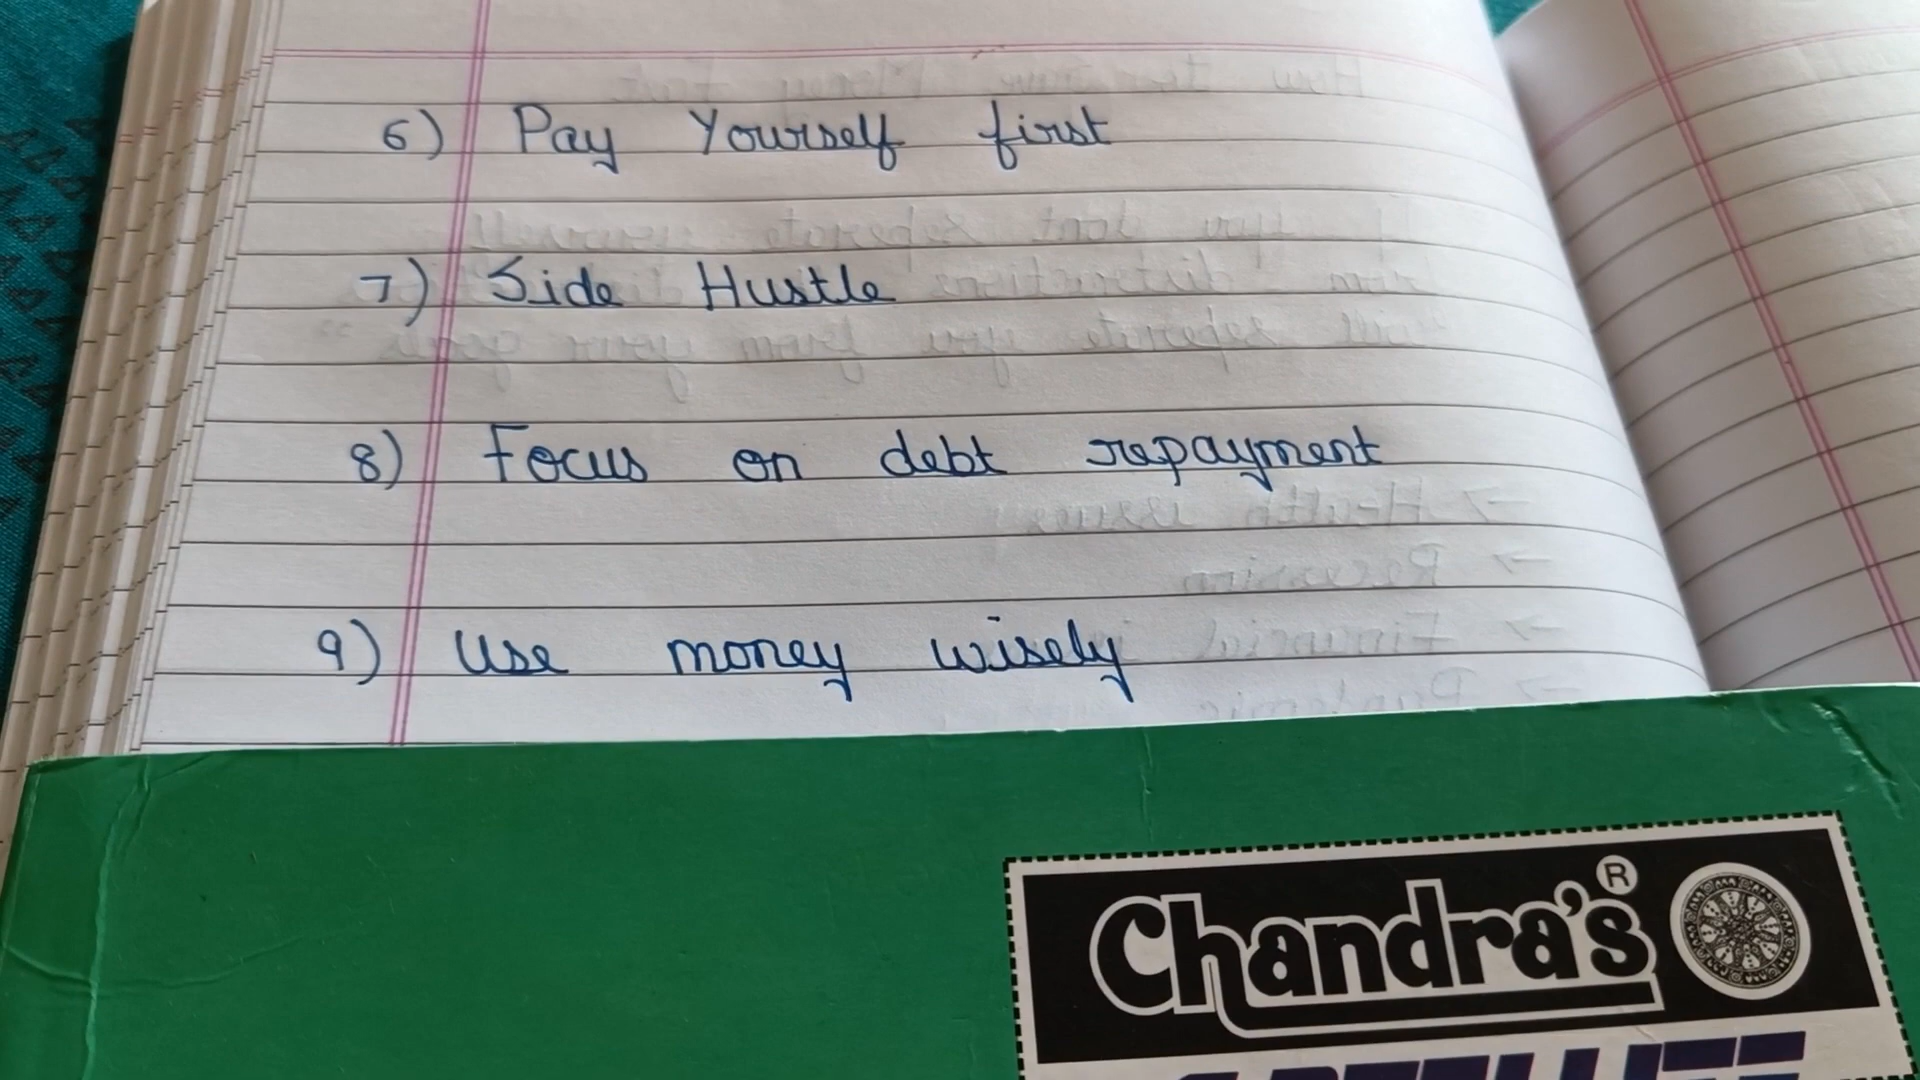 6) Pay Yourself first
7) Side Hustle
8) Focus on debt repayment
9) Use money wisely
Chandra's ®